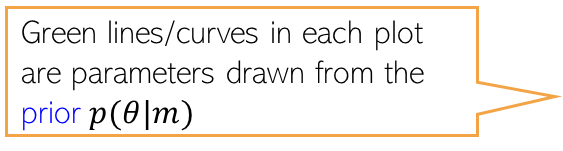 Green lines/curves in each plot
are parameters drawn from the
prior p(θ|m)